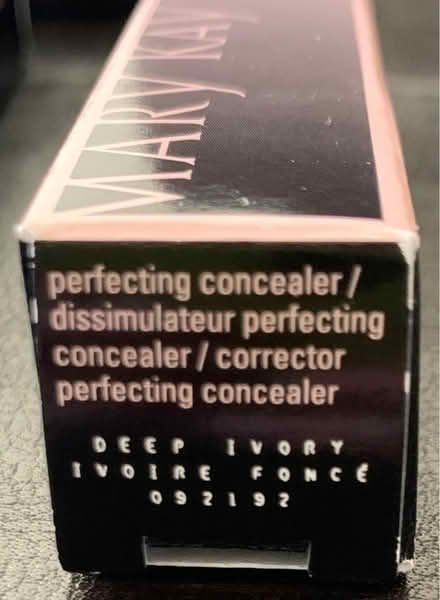 MARY KAY
perfecting concealer /
dissimulateur perfecting
concealer / corrector
perfecting concealer
DEEP IVORY
IVOIRE FONCÉ
092192